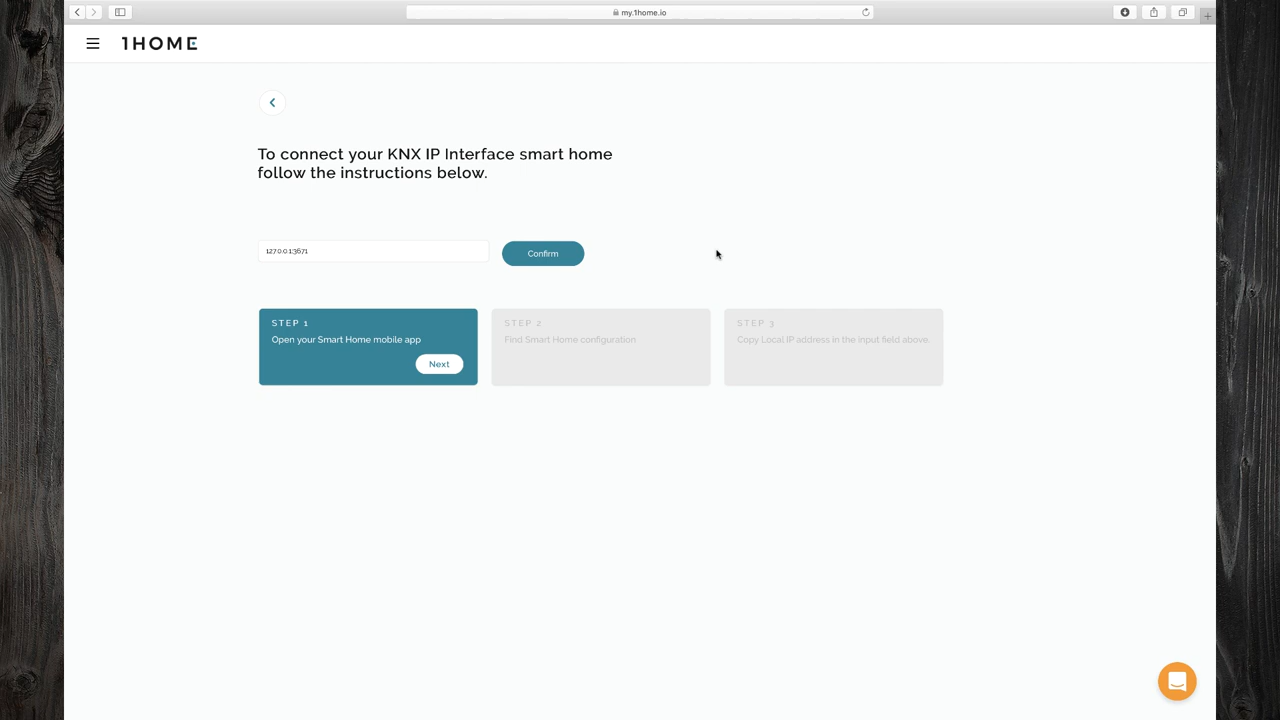 my.1home.io
1HOME
To connect your KNX IP Interface smart home
follow the instructions below.
127.0.0.1:3671
Confirm
STEP 1
Open your Smart Home mobile app
Next
STEP 2
Find Smart Home configuration
STEP 3
Copy Local IP address in the input field above.